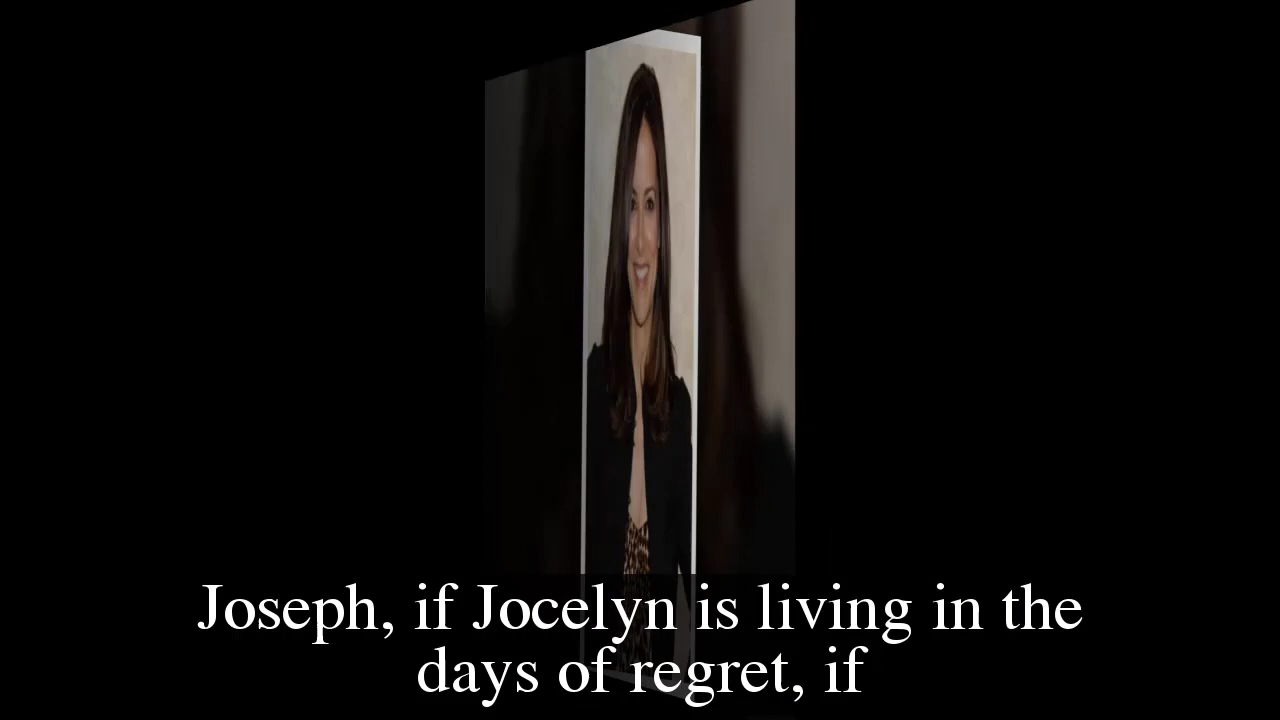 Joseph, if Jocelyn is living in the
days of regret, if